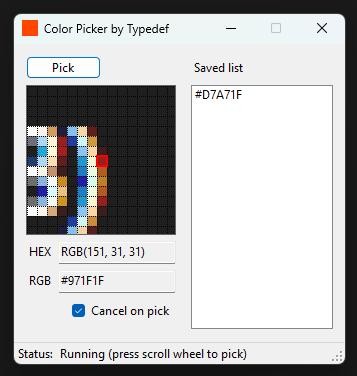 Color Picker by Typedef
Pick
Saved list
#D7A71F
HEX RGB(151, 31, 31)
RGB #971F1F
Cancel on pick
Status: Running (press scroll wheel to pick)